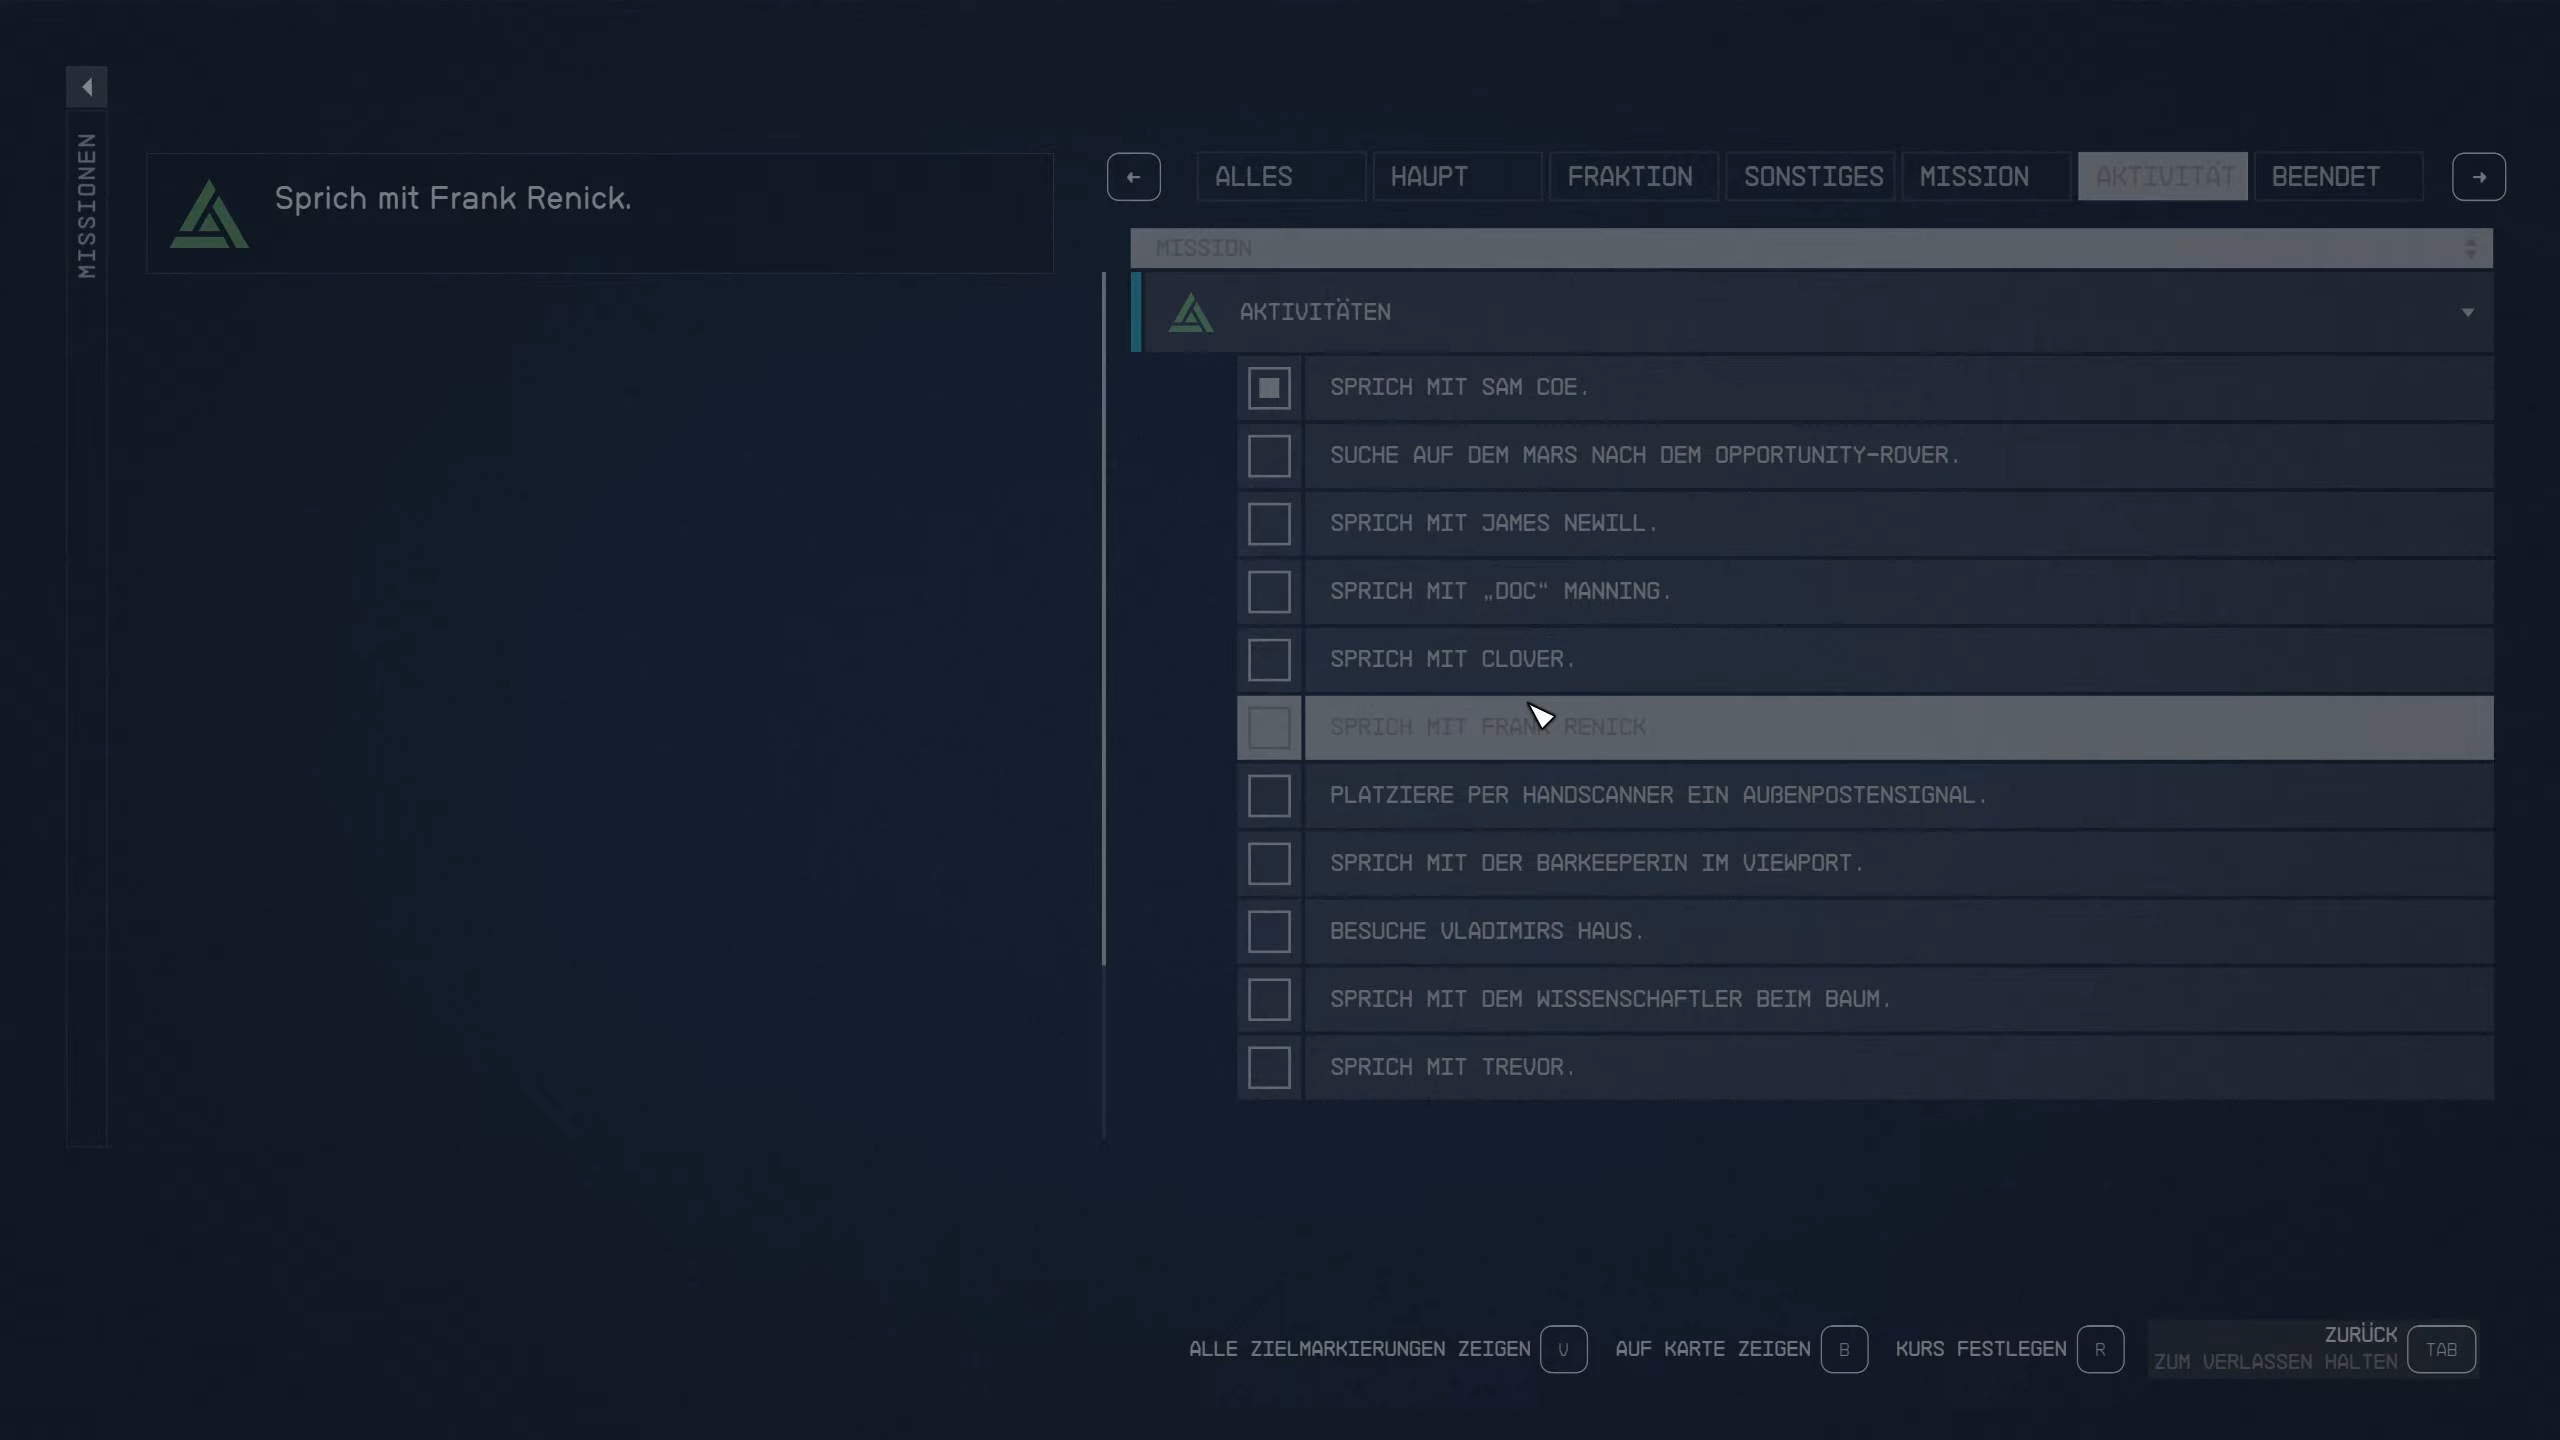 MISSIONEN
Sprich mit Frank Renick.
ALLES HAUPT FRAKTION SONSTIGES MISSION AKTIVITÄT BEENDET
MISSION
AKTIVITÄTEN
SPRICH MIT SAM COE.
SUCHE AUF DEM MARS NACH DEM OPPORTUNITY-ROVER.
SPRICH MIT JAMES NEWILL.
SPRICH MIT „DOC“ MANNING.
SPRICH MIT CLOVER.
SPRICH MIT FRANK RENICK
PLATZIERE PER HANDSCANNER EIN AUßENPOSTENSIGNAL.
SPRICH MIT DER BARKEEPERIN IM VIEWPORT.
BESUCHE VLADIMIRS HAUS.
SPRICH MIT DEM WISSENSCHAFTLER BEIM BAUM.
SPRICH MIT TREVOR.
ALLE ZIELMARKIERUNGEN ZEIGEN V AUF KARTE ZEIGEN B KURS FESTLEGEN R ZURÜCK TAB
ZUM VERLASSEN HALTEN